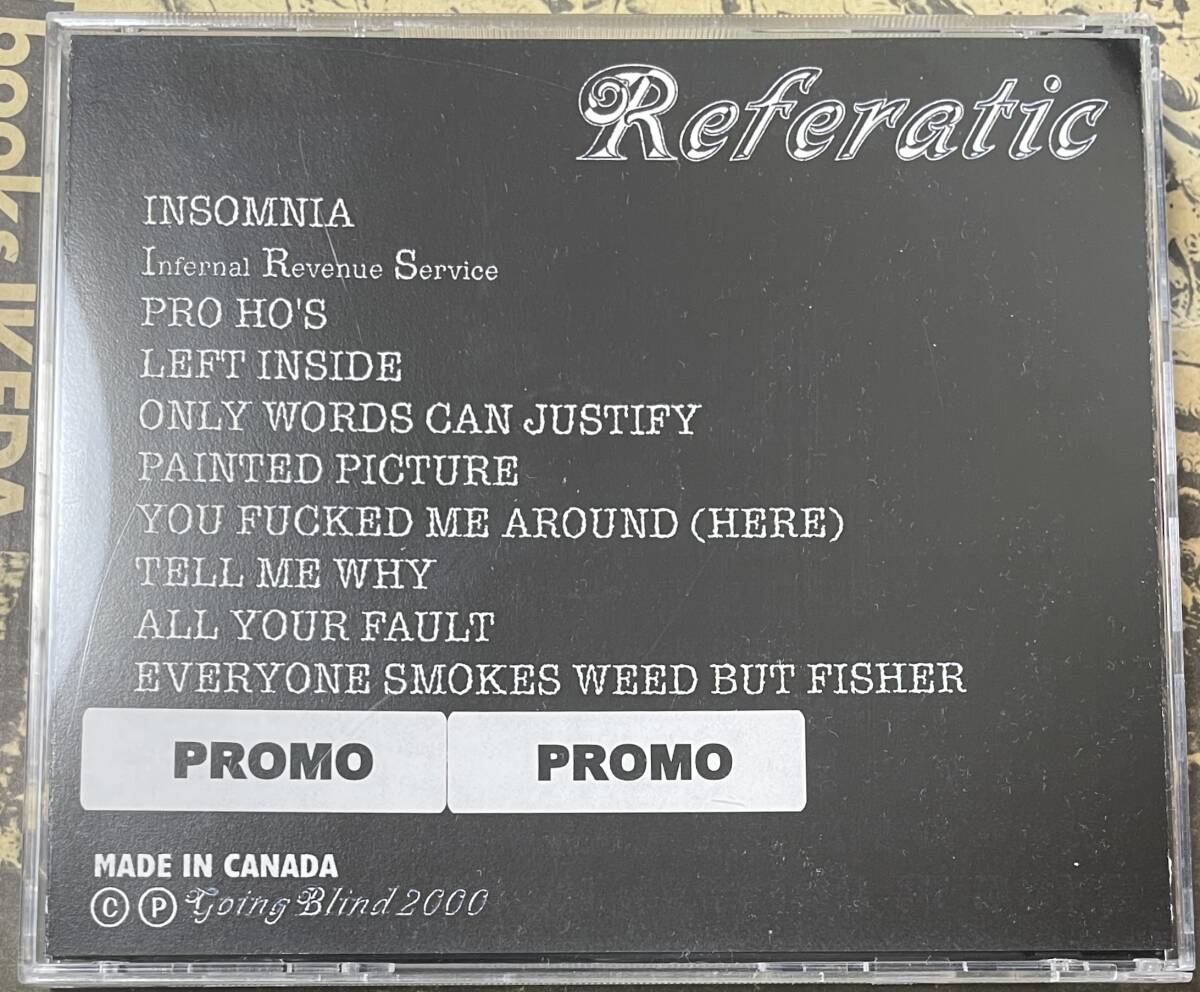 Referatic
INSOMNIA
Infernal Revenue Service
PRO HO'S
LEFT INSIDE
ONLY WORDS CAN JUSTIFY
PAINTED PICTURE
YOU FUCKED ME AROUND (HERE)
TELL ME WHY
ALL YOUR FAULT
EVERYONE SMOKES WEED BUT FISHER
PROMO PROMO
MADE IN CANADA
Ⓒ Ⓟ Going Blind 2000
books IKEDA